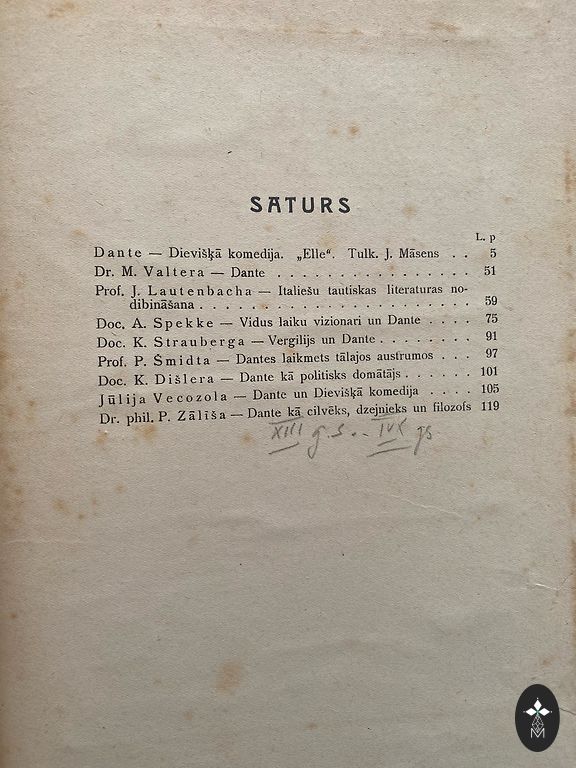 SATURS
L. p
Dante — Dievišķā komedija. „Elle“. Tulk. J. Māsens . . 5
Dr. M. Valtera — Dante . . . . . . . . . . . . . . . . . 51
Prof. J. Lautenbacha — Italiešu tautiskas literaturas no-
dibināšana . . . . . . . . . . . . . . . . . . . . . . . 59
Doc. A. Spekke — Vidus laiku vizionari un Dante . . . . 75
Doc. K. Strauberga — Vergilijs un Dante . . . . . . . . 91
Prof. P. Šmidta — Dantes laikmets tālajos austrumos . . . 97
Doc. K. Dišlera — Dante kā politisks domātājs . . . . . . 101
Jūlija Vecozola — Dante un Dievišķā komedija . . . . 105
Dr. phil. P. Zālīša — Dante kā cilvēks, dzejnieks un filozofs 119
XIII g.s. . . gs
M